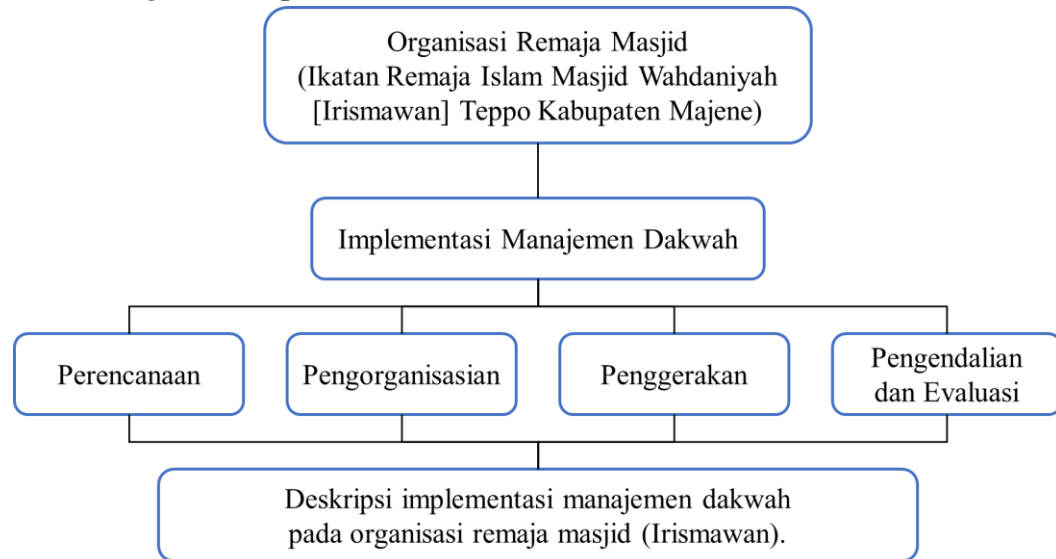 Organisasi Remaja Masjid
(Ikatan Remaja Islam Masjid Wahdaniyah
[Irismawan] Teppo Kabupaten Majene)
Implementasi Manajemen Dakwah
Perencanaan
Pengorganisasian
Penggerakan
Pengendalian
dan Evaluasi
Deskripsi implementasi manajemen dakwah
pada organisasi remaja masjid (Irismawan).